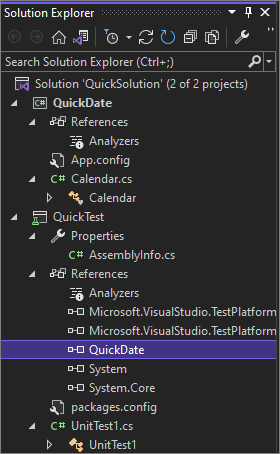 Solution Explorer
Search Solution Explorer (Ctrl+;)
Solution 'QuickSolution' (2 of 2 projects)
C# QuickDate
References
Analyzers
App.config
C# Calendar.cs
Calendar
QuickTest
Properties
C# AssemblyInfo.cs
References
Analyzers
Microsoft.VisualStudio.TestPlatform
Microsoft.VisualStudio.TestPlatform
QuickDate
System
System.Core
packages.config
C# UnitTest1.cs
UnitTest1